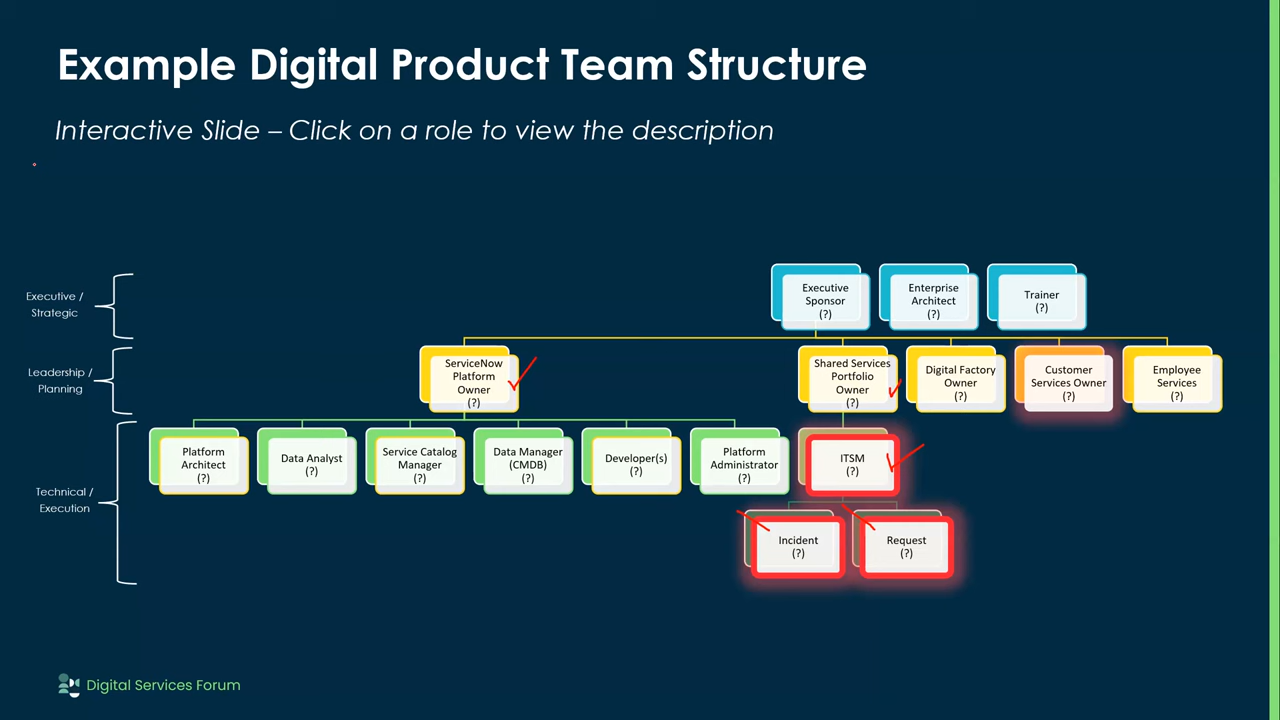 Example Digital Product Team Structure
Interactive Slide – Click on a role to view the description
Executive /
Strategic
Executive
Sponsor
(?)
Enterprise
Architect
(?)
Trainer
(?)
Leadership /
Planning
ServiceNow
Platform
Owner
(?)
Shared Services
Portfolio
Owner
(?)
Digital Factory
Owner
(?)
Customer
Services Owner
(?)
Employee
Services
(?)
Technical /
Execution
Platform
Architect
(?)
Data Analyst
(?)
Service Catalog
Manager
(?)
Data Manager
(CMDB)
(?)
Developer(s)
(?)
Platform
Administrator
(?)
ITSM
(?)
Incident
(?)
Request
(?)
Digital Services Forum